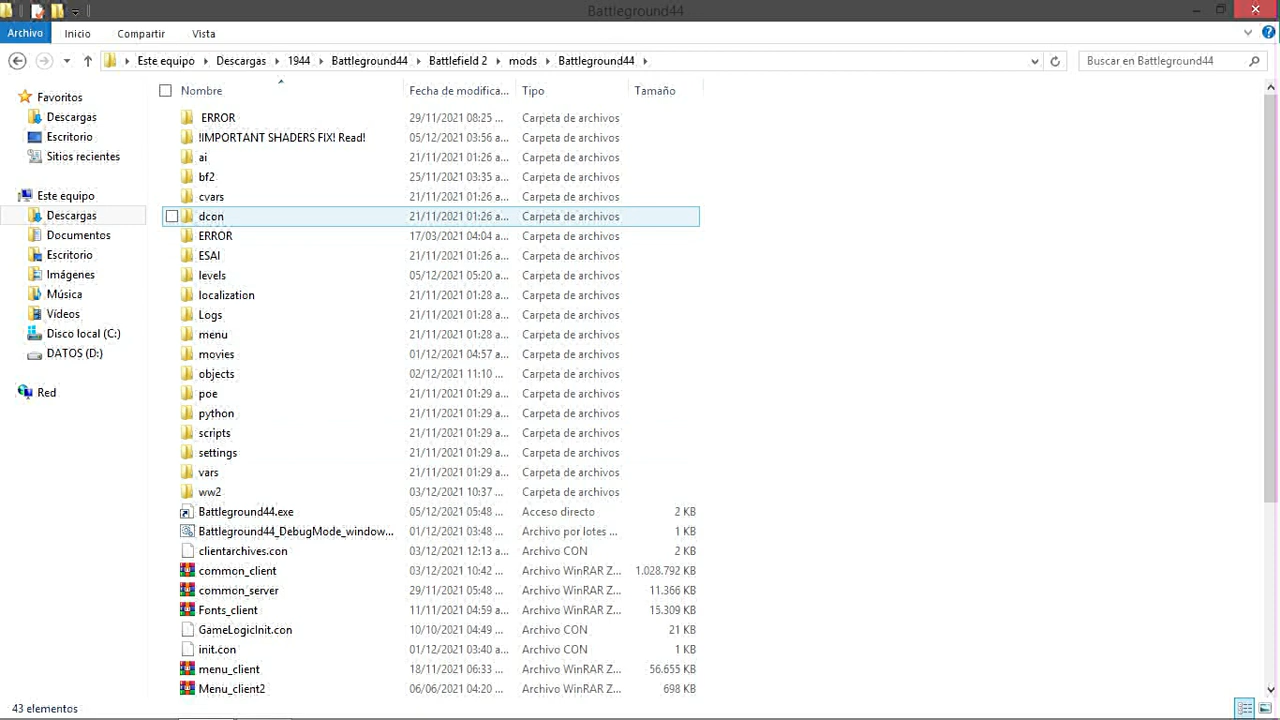 Battleground44
Archivo Inicio Compartir Vista
Este equipo Descargas 1944 Battleground44 Battlefield 2 mods Battleground44 Buscar en Battleground44
Nombre Fecha de modifica... Tipo Tamaño
Favoritos
Descargas
Escritorio
Sitios recientes
Este equipo
Descargas
Documentos
Escritorio
Imágenes
Música
Vídeos
Disco local (C:)
DATOS (D:)
Red
ERROR 29/11/2021 08:25 ... Carpeta de archivos
!IMPORTANT SHADERS FIX! Read! 05/12/2021 03:56 a... Carpeta de archivos
ai 21/11/2021 01:26 a... Carpeta de archivos
bf2 25/11/2021 03:35 a... Carpeta de archivos
cvars 21/11/2021 01:26 a... Carpeta de archivos
dcon 21/11/2021 01:26 a... Carpeta de archivos
ERROR 17/03/2021 04:04 a... Carpeta de archivos
ESAI 21/11/2021 01:26 a... Carpeta de archivos
levels 05/12/2021 05:20 a... Carpeta de archivos
localization 21/11/2021 01:28 a... Carpeta de archivos
Logs 21/11/2021 01:28 a... Carpeta de archivos
menu 21/11/2021 01:28 a... Carpeta de archivos
movies 01/12/2021 04:57 a... Carpeta de archivos
objects 02/12/2021 11:10 ... Carpeta de archivos
poe 21/11/2021 01:29 a... Carpeta de archivos
python 21/11/2021 01:29 a... Carpeta de archivos
scripts 21/11/2021 01:29 a... Carpeta de archivos
settings 21/11/2021 01:29 a... Carpeta de archivos
vars 21/11/2021 01:29 a... Carpeta de archivos
ww2 03/12/2021 10:37 ... Carpeta de archivos
Battleground44.exe 05/12/2021 05:48 ... Acceso directo 2 KB
Battleground44_DebugMode_window... 01/12/2021 03:48 ... Archivo por lotes ... 1 KB
clientarchives.con 03/12/2021 12:13 a... Archivo CON 2 KB
common_client 03/12/2021 10:42 ... Archivo WinRAR Z... 1.028.792 KB
common_server 29/11/2021 05:48 ... Archivo WinRAR Z... 11.366 KB
Fonts_client 11/11/2021 04:59 a... Archivo WinRAR Z... 15.309 KB
GameLogicInit.con 10/10/2021 04:49 ... Archivo CON 21 KB
init.con 01/12/2021 03:40 a... Archivo CON 1 KB
menu_client 18/11/2021 06:33 ... Archivo WinRAR Z... 56.655 KB
Menu_client2 06/06/2021 04:20 ... Archivo WinRAR Z... 698 KB
43 elementos